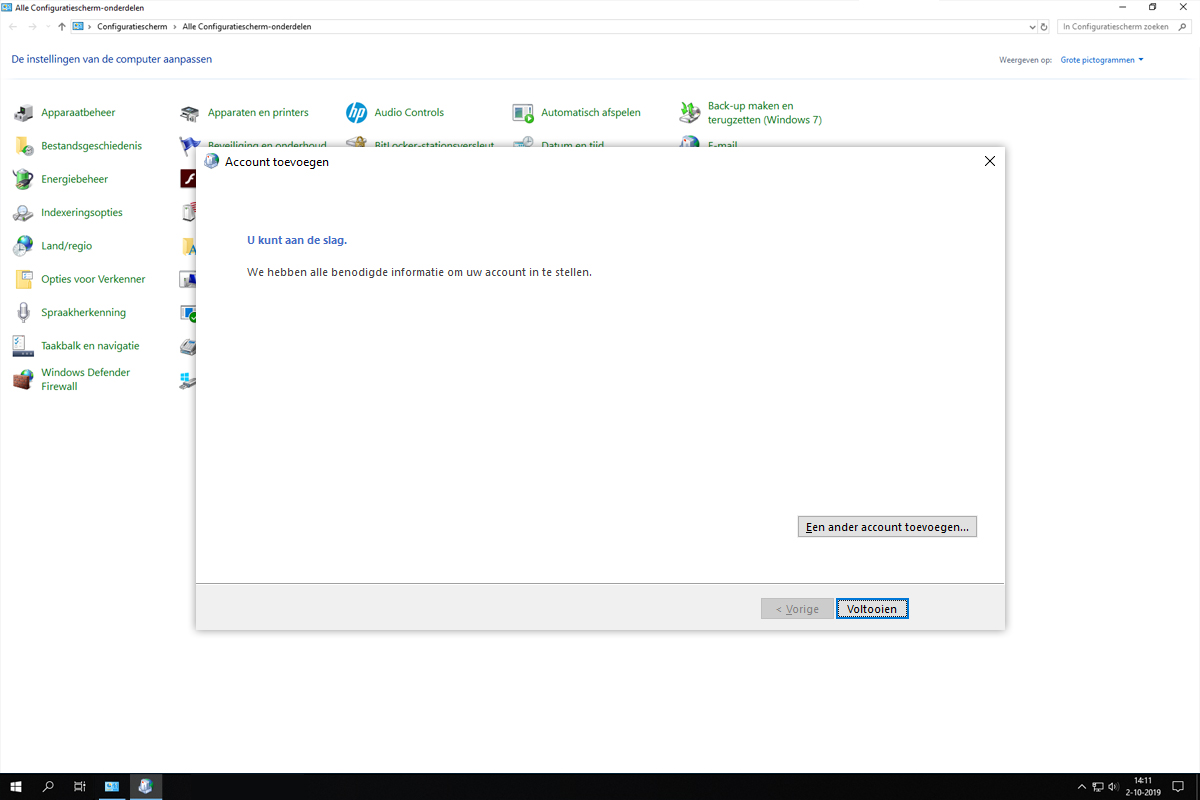 Alle Configuratiescherm-onderdelen
Configuratiescherm > Alle Configuratiescherm-onderdelen
In Configuratiescherm zoeken
De instellingen van de computer aanpassen
Weergeven op: Grote pictogrammen
Apparaatbeheer
Apparaten en printers
hp
Audio Controls
Automatisch afspelen
Back-up maken en
terugzetten (Windows 7)
Bestandsgeschiedenis
Beveiliging en onderhoud
BitLocker-stationsversleut
Datum en tijd
E-mail
Energiebeheer
Indexeringsopties
Land/regio
Opties voor Verkenner
Spraakherkenning
Taakbalk en navigatie
Windows Defender
Firewall
Account toevoegen
U kunt aan de slag.
We hebben alle benodigde informatie om uw account in te stellen.
Een ander account toevoegen...
< Vorige
Voltooien
14:11
2-10-2019